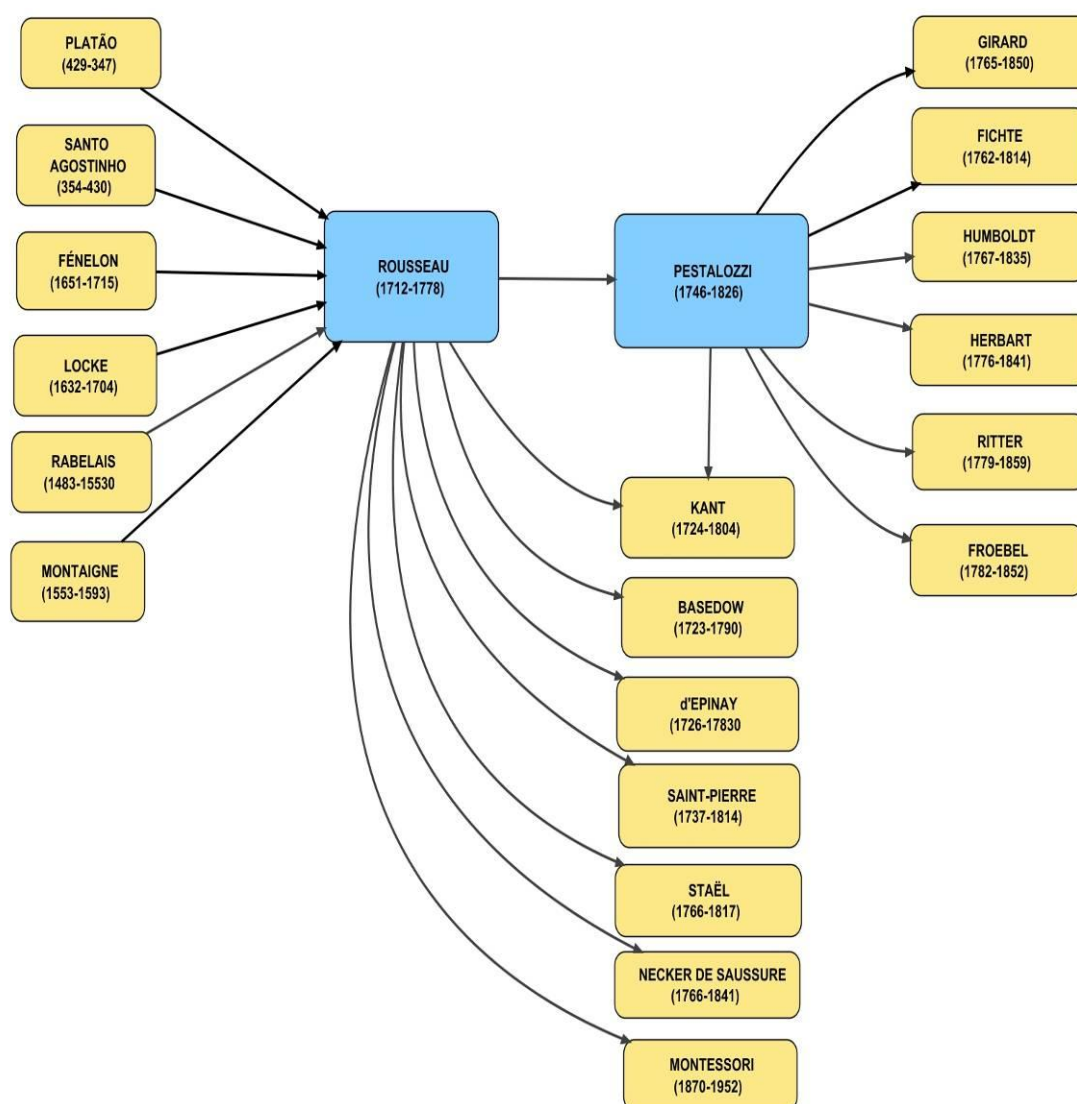 PLATÃO
(429-347)
SANTO
AGOSTINHO
(354-430)
FÉNELON
(1651-1715)
LOCKE
(1632-1704)
RABELAIS
(1483-15530
MONTAIGNE
(1553-1593)
ROUSSEAU
(1712-1778)
PESTALOZZI
(1746-1826)
KANT
(1724-1804)
BASEDOW
(1723-1790)
d'EPINAY
(1726-17830
SAINT-PIERRE
(1737-1814)
STAËL
(1766-1817)
NECKER DE SAUSSURE
(1766-1841)
MONTESSORI
(1870-1952)
GIRARD
(1765-1850)
FICHTE
(1762-1814)
HUMBOLDT
(1767-1835)
HERBART
(1776-1841)
RITTER
(1779-1859)
FROEBEL
(1782-1852)